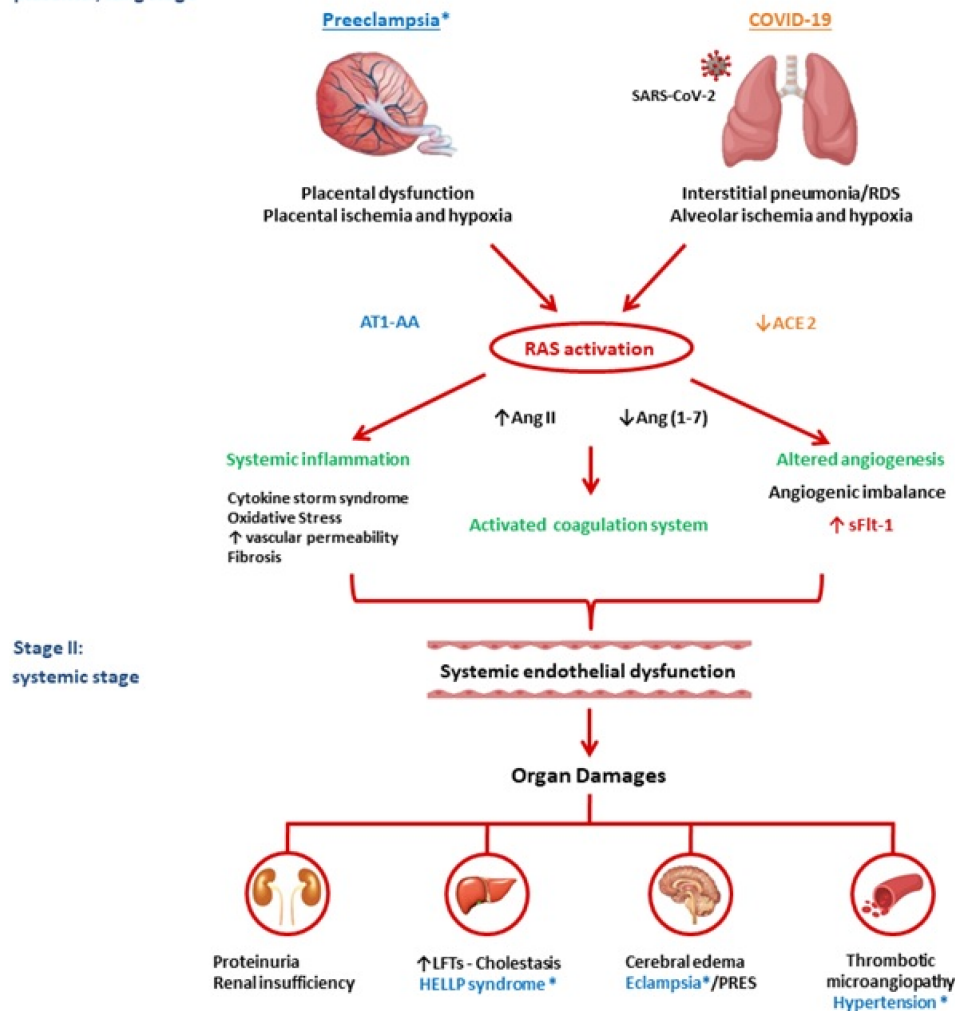 Preeclampsia*
COVID-19
SARS-CoV-2
Placental dysfunction
Placental ischemia and hypoxia
Interstitial pneumonia/RDS
Alveolar ischemia and hypoxia
AT1-AA
↓ACE 2
RAS activation
↑Ang II
↓Ang (1-7)
Systemic inflammation
Cytokine storm syndrome
Oxidative Stress
↑ vascular permeability
Fibrosis
Activated coagulation system
Altered angiogenesis
Angiogenic imbalance
↑ sFlt-1
Stage II:
systemic stage
Systemic endothelial dysfunction
Organ Damages
Proteinuria
Renal insufficiency
↑LFTs - Cholestasis
HELLP syndrome *
Cerebral edema
Eclampsia*/PRES
Thrombotic
microangiopathy
Hypertension *